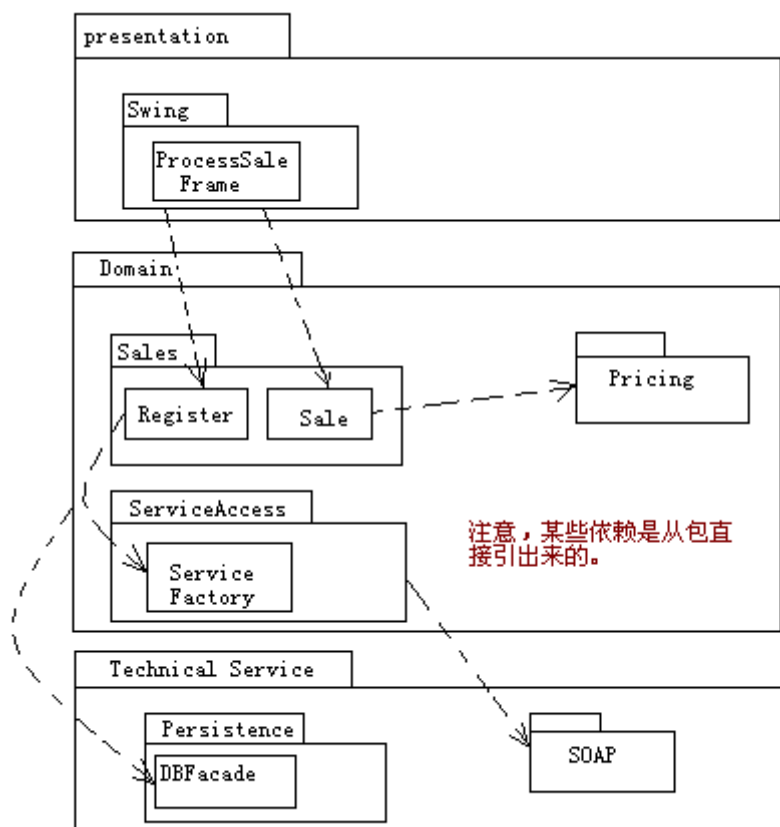 presentation
Swing
ProcessSale
Frame
Domain
Sales
Register
Sale
Pricing
ServiceAccess
Service
Factory
注意，某些依赖是从包直
接引出来的。
Technical Service
Persistence
DBFacade
SOAP